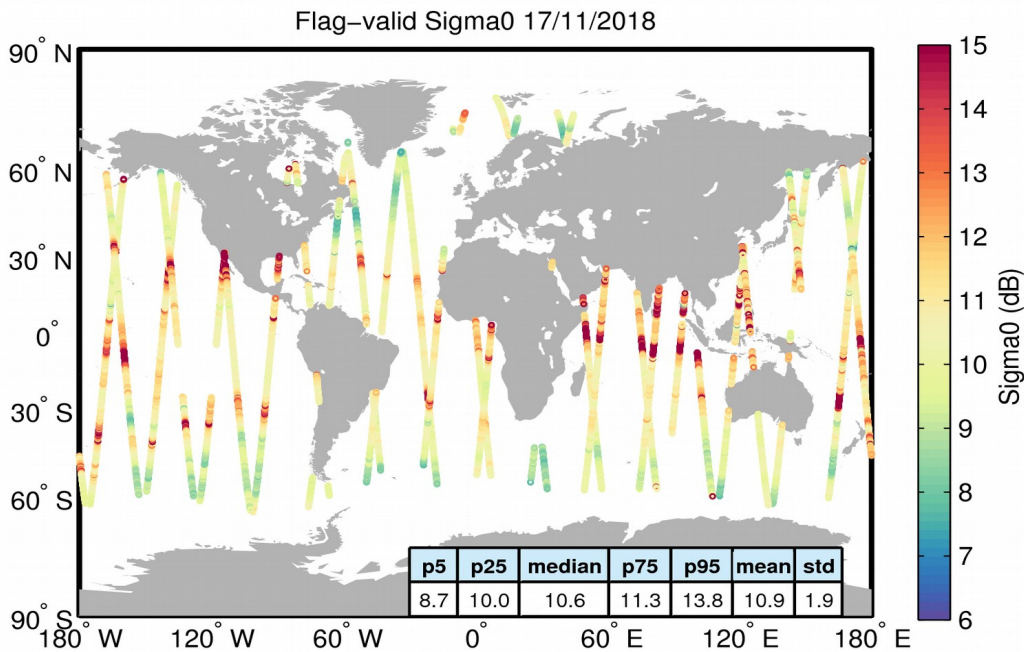 Flag-valid Sigma0 17/11/2018
90° N
60° N
30° N
0°
30° S
60° S
90° S
180° W 120° W 60° W 0° 60° E 120° E 180° E
p5 p25 median p75 p95 mean std
8.7 10.0 10.6 11.3 13.8 10.9 1.9
15
14
13
12
11
10
9
8
7
6
Sigma0 (dB)